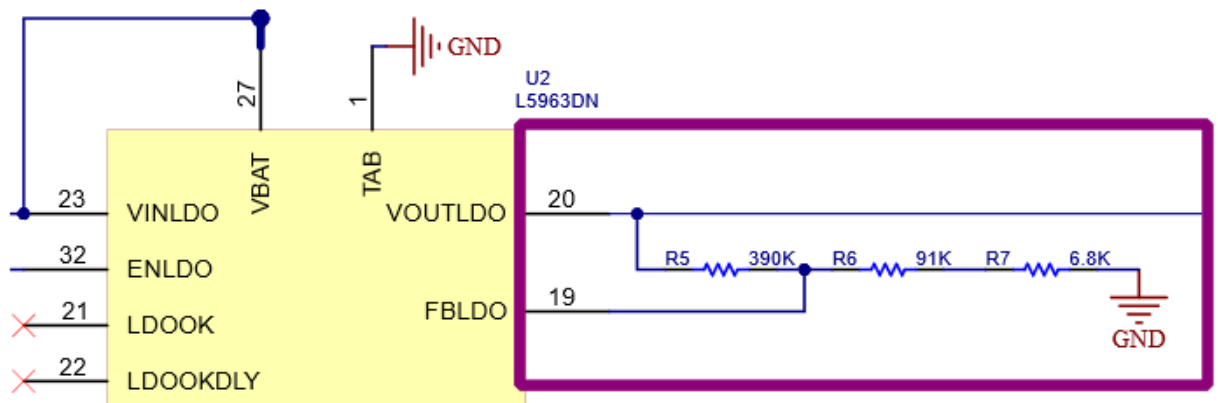 GND
U2
L5963DN
27
1
VBAT
TAB
23
VINLDO
VOUTLDO
20
32
ENLDO
R5
390K
R6
91K
R7
6.8K
21
LDOOK
FBLDO
19
GND
22
LDOOKDLY